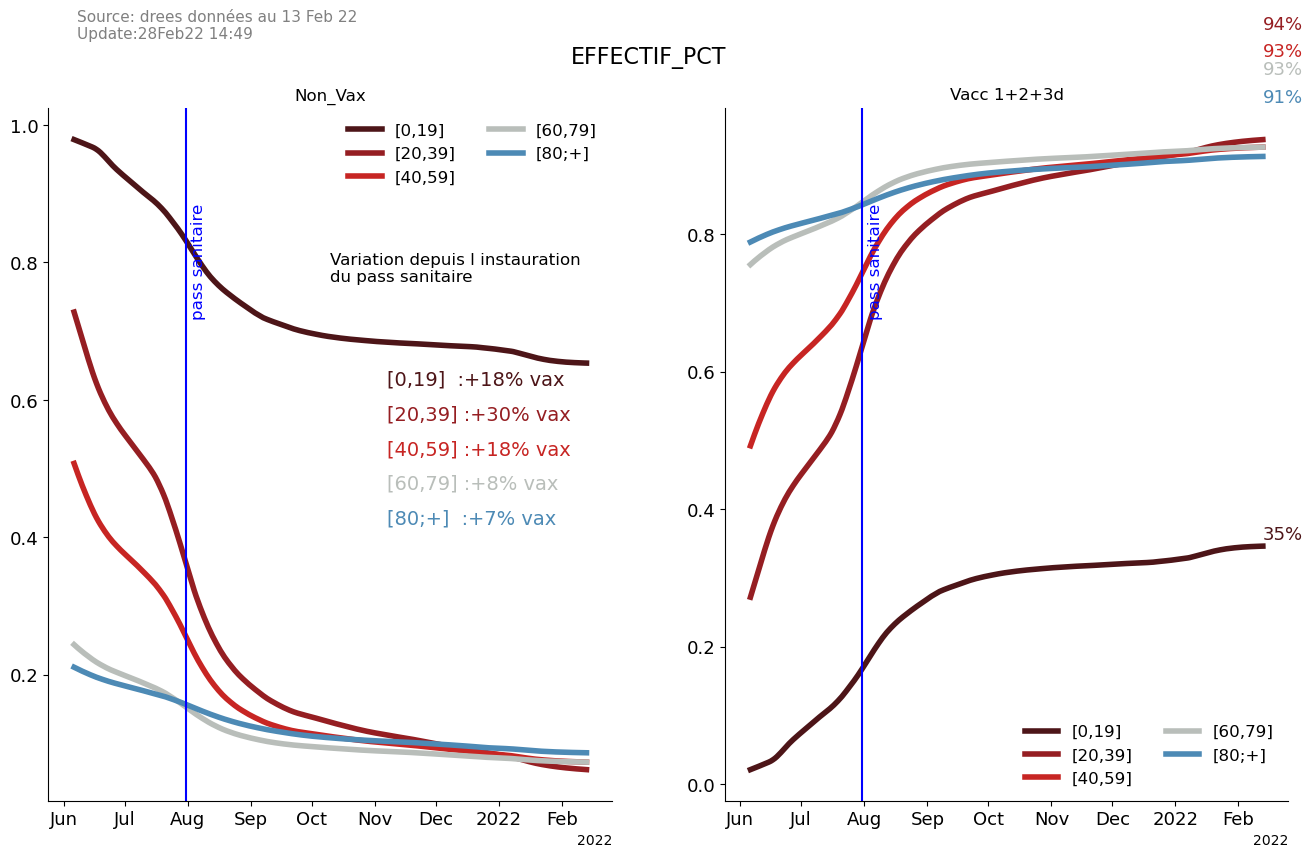 Source: drees données au 13 Feb 22
Update:28Feb22 14:49
EFFECTIF_PCT
94%
93%
93%
91%
Non_Vax
1.0
0.8
0.6
0.4
0.2
[0,19]
[20,39]
[40,59]
[60,79]
[80;+]
pass sanitaire
Variation depuis l instauration
du pass sanitaire
[0,19] :+18% vax
[20,39] :+30% vax
[40,59] :+18% vax
[60,79] :+8% vax
[80;+] :+7% vax
Jun Jul Aug Sep Oct Nov Dec 2022 Feb
2022
Vacc 1+2+3d
0.8
0.6
0.4
0.2
0.0
pass sanitaire
35%
[0,19]
[20,39]
[40,59]
[60,79]
[80;+]
Jun Jul Aug Sep Oct Nov Dec 2022 Feb
2022